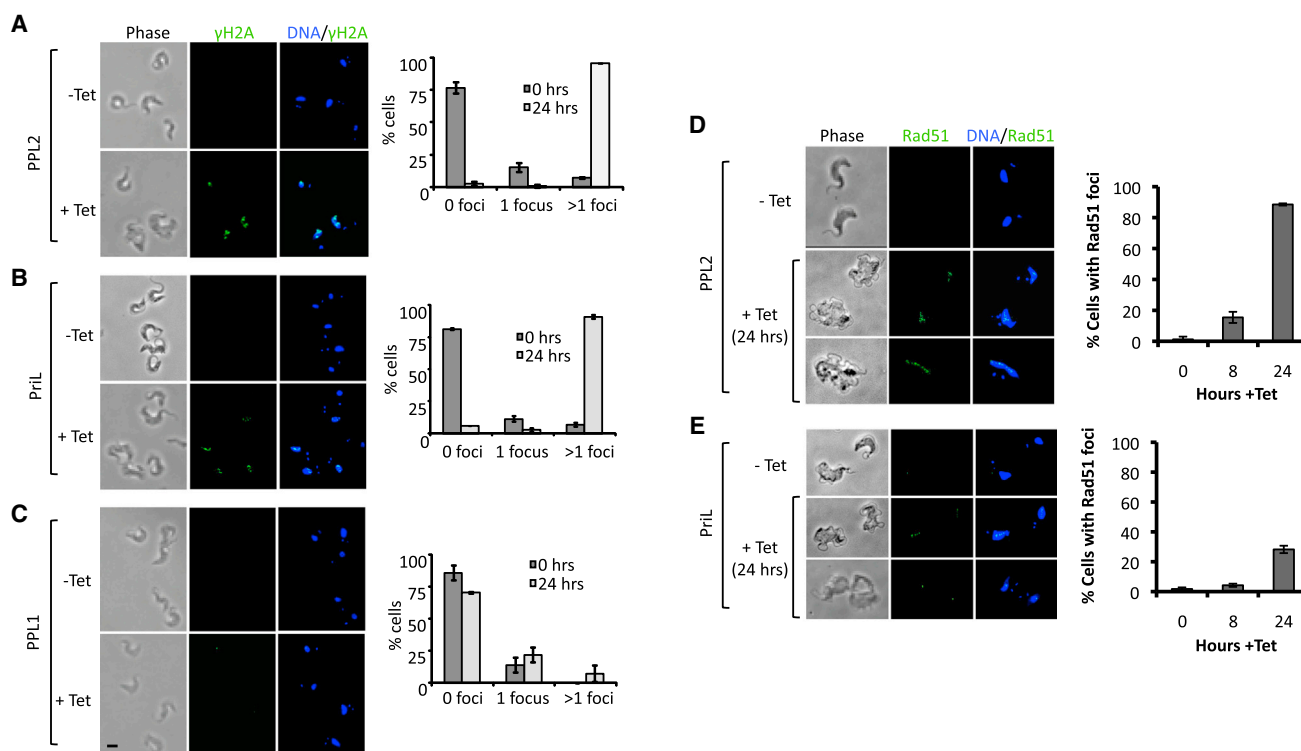 A
Phase
γH2A
DNA/γH2A
PPL2
-Tet
+ Tet
% cells
100
75
50
25
0
0 hrs
24 hrs
0 foci
1 focus
>1 foci
B
PriL
-Tet
+ Tet
% cells
100
75
50
25
0
0 hrs
24 hrs
0 foci
1 focus
>1 foci
C
PPL1
-Tet
+ Tet
% cells
100
75
50
25
0
0 hrs
24 hrs
0 foci
1 focus
>1 foci
D
Phase
Rad51
DNA/Rad51
PPL2
- Tet
+ Tet
(24 hrs)
% Cells with Rad51 foci
100
80
60
40
20
0
0
8
24
Hours +Tet
E
PriL
- Tet
+ Tet
(24 hrs)
% Cells with Rad51 foci
100
80
60
40
20
0
0
8
24
Hours +Tet